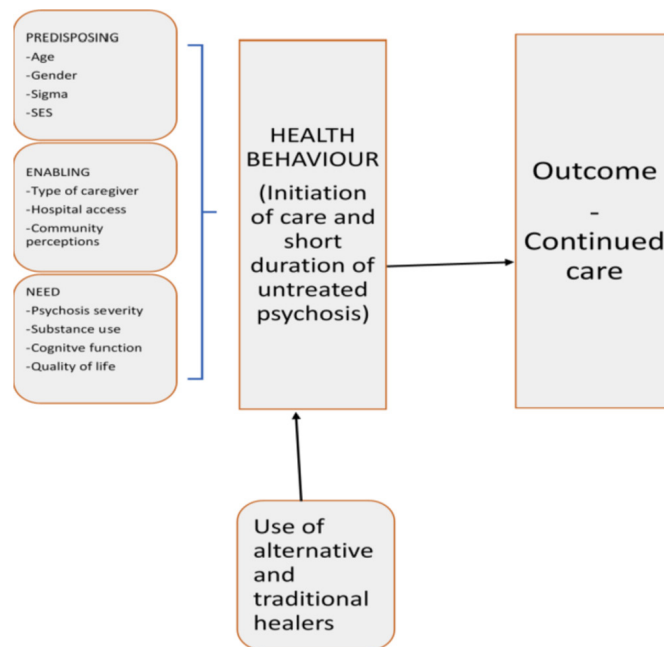 PREDISPOSING
-Age
-Gender
-Sigma
-SES
ENABLING
-Type of caregiver
-Hospital access
-Community
perceptions
NEED
-Psychosis severity
-Substance use
-Cognitve function
-Quality of life
HEALTH
BEHAVIOUR
(Initiation
of care and
short
duration of
untreated
psychosis)
Outcome
-
Continued
care
Use of
alternative
and
traditional
healers